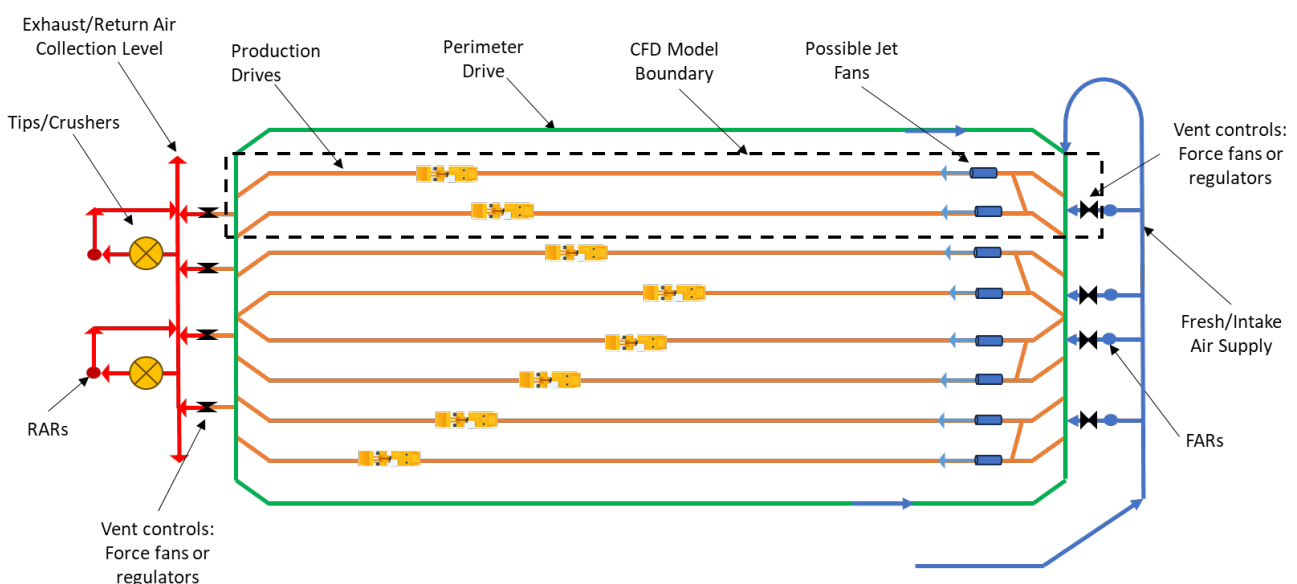 Exhaust/Return Air
Collection Level
Production
Drives
Perimeter
Drive
CFD Model
Boundary
Possible Jet
Fans
Tips/Crushers
Vent controls:
Force fans or
regulators
Fresh/Intake
Air Supply
RARs
FARs
Vent controls:
Force fans or
regulators